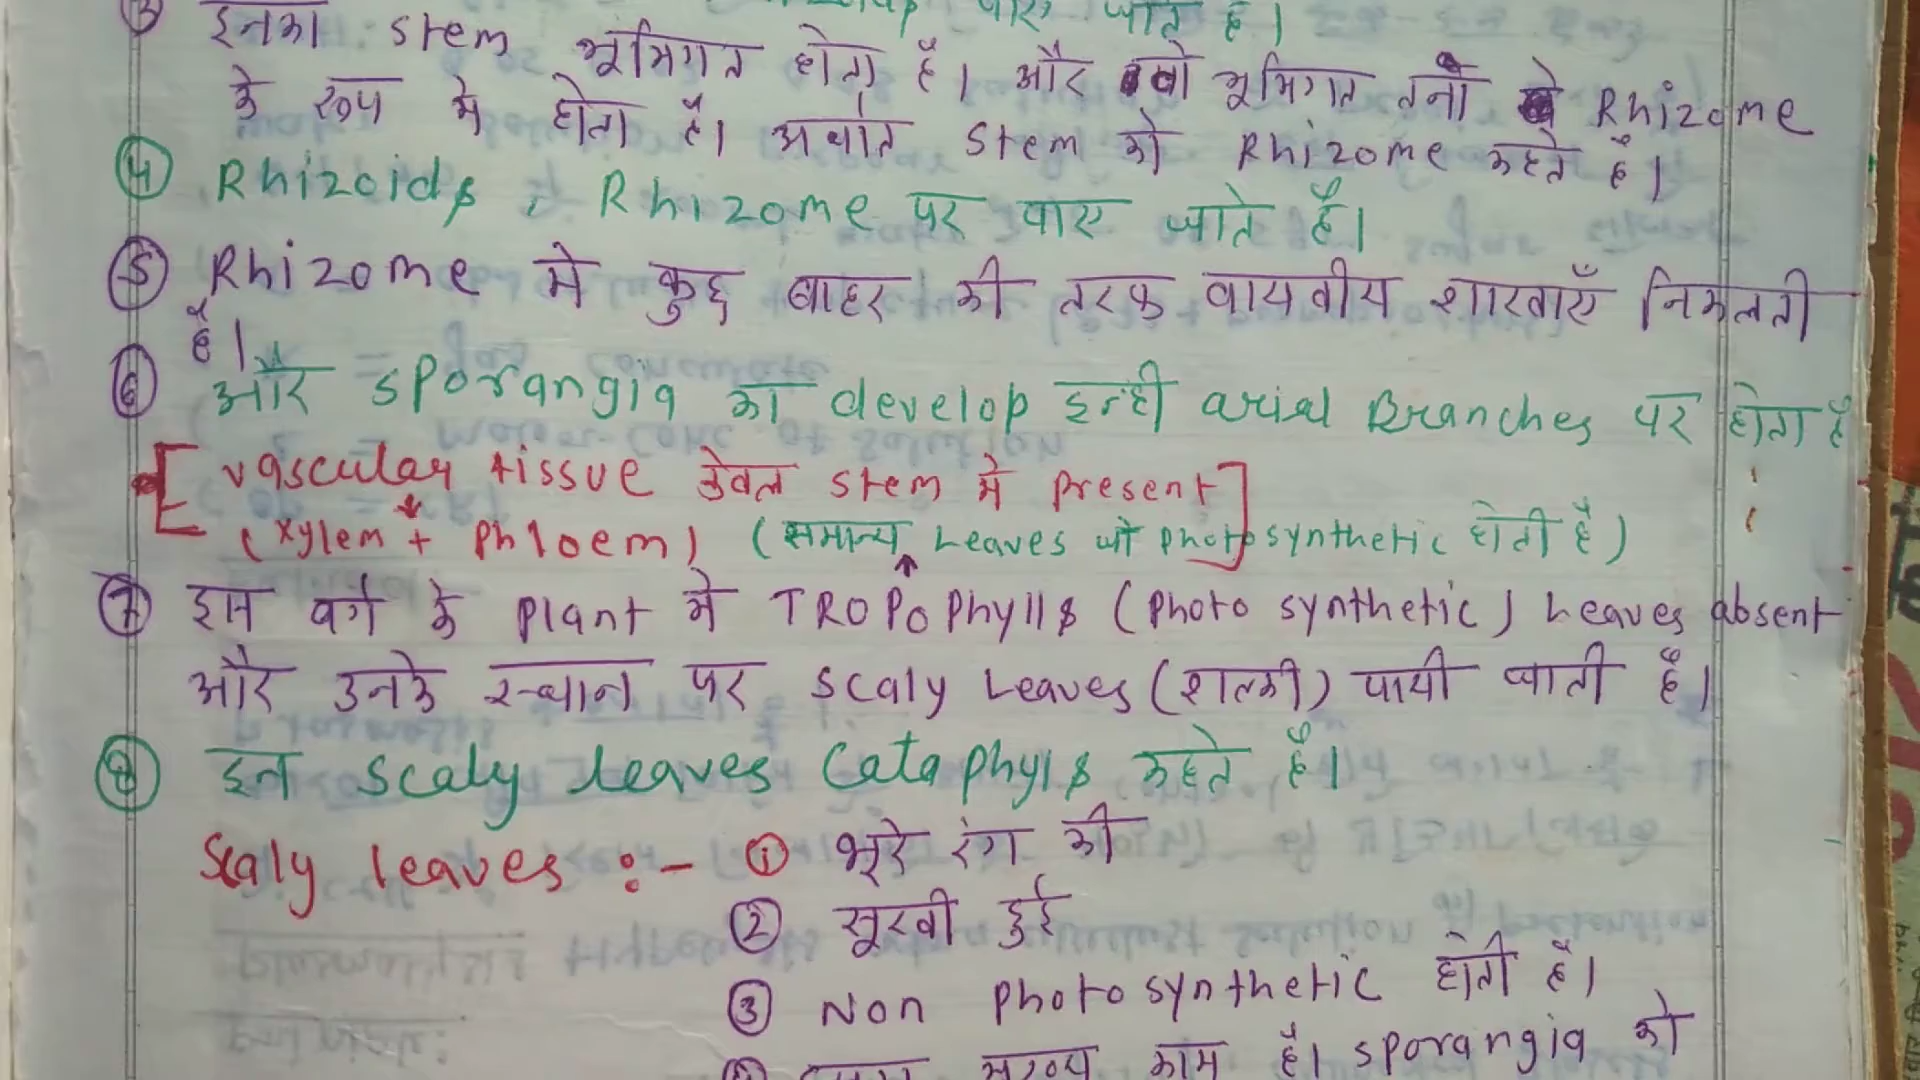 पाए जाते है।
③ इनका stem भूमिगत होता है। और वो भूमिगत तना Rhizome
के रूप मे होता है। अर्थात stem को Rhizome कहते है।
④ Rhizoids, Rhizome पर पाए जाते है।
⑤ Rhizome मे कुछ बाहर की तरफ वायवीय शाखाएँ निकलती
है।
⑥ और sporangia का develop इन्ही arial Branches पर होता है
[vascular tissue केवल stem मे present]
(xylem + Phloem) (समान्य Leaves जो photosynthetic होती है)
⑦ इस वर्ग के plant मे TROPOPhylls (Photo synthetic) Leaves absent
और उनके स्थान पर scaly Leaves (शल्की) पायी जाती है।
⑧ इन scaly leaves Cataphyls कहते है।
Scaly leaves :- ① भूरे रंग की
② सूखी हुई
③ Non photosynthetic होती है।
मुख्य काम है। sporangia को